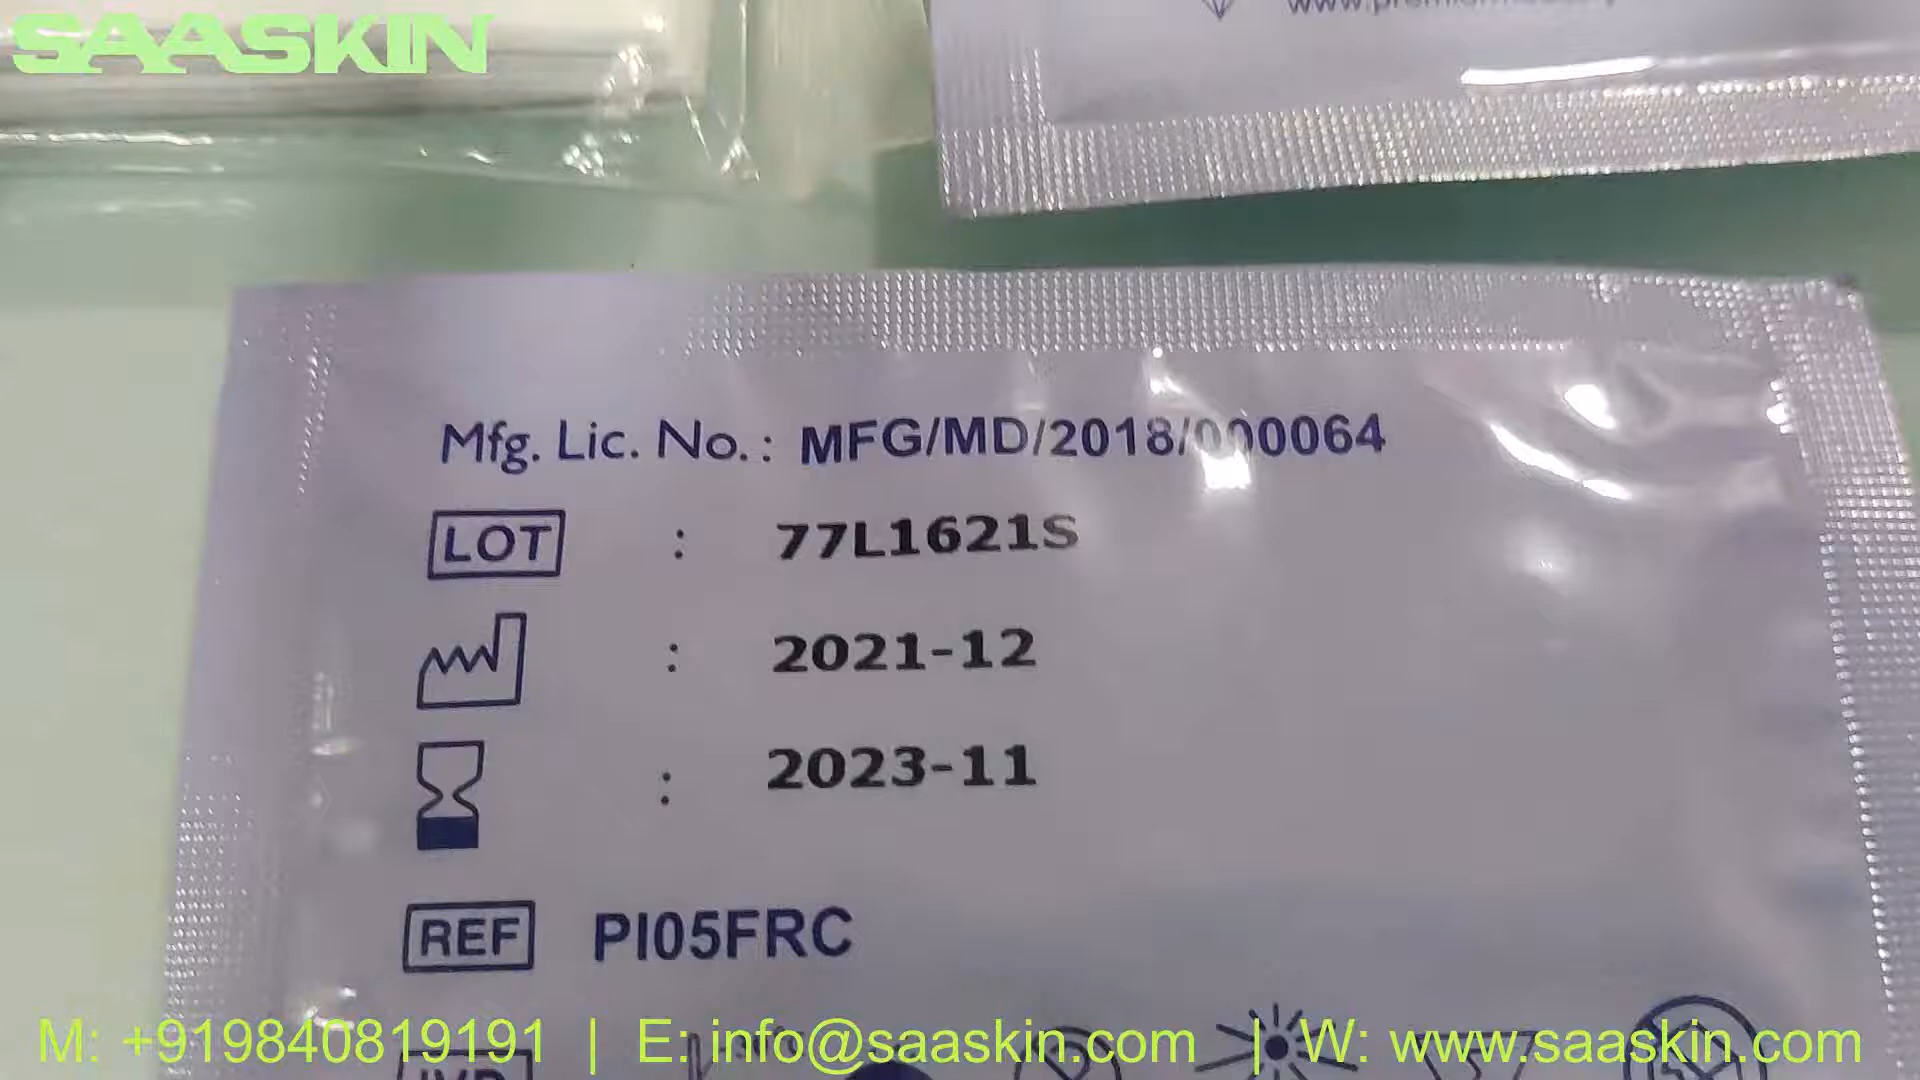 SAASKIN
Mfg. Lic. No. : MFG/MD/2018/000064
LOT : 77L1621S
: 2021-12
: 2023-11
REF PI05FRC
M: +919840819191 | E: info@saaskin.com | W: www.saaskin.com